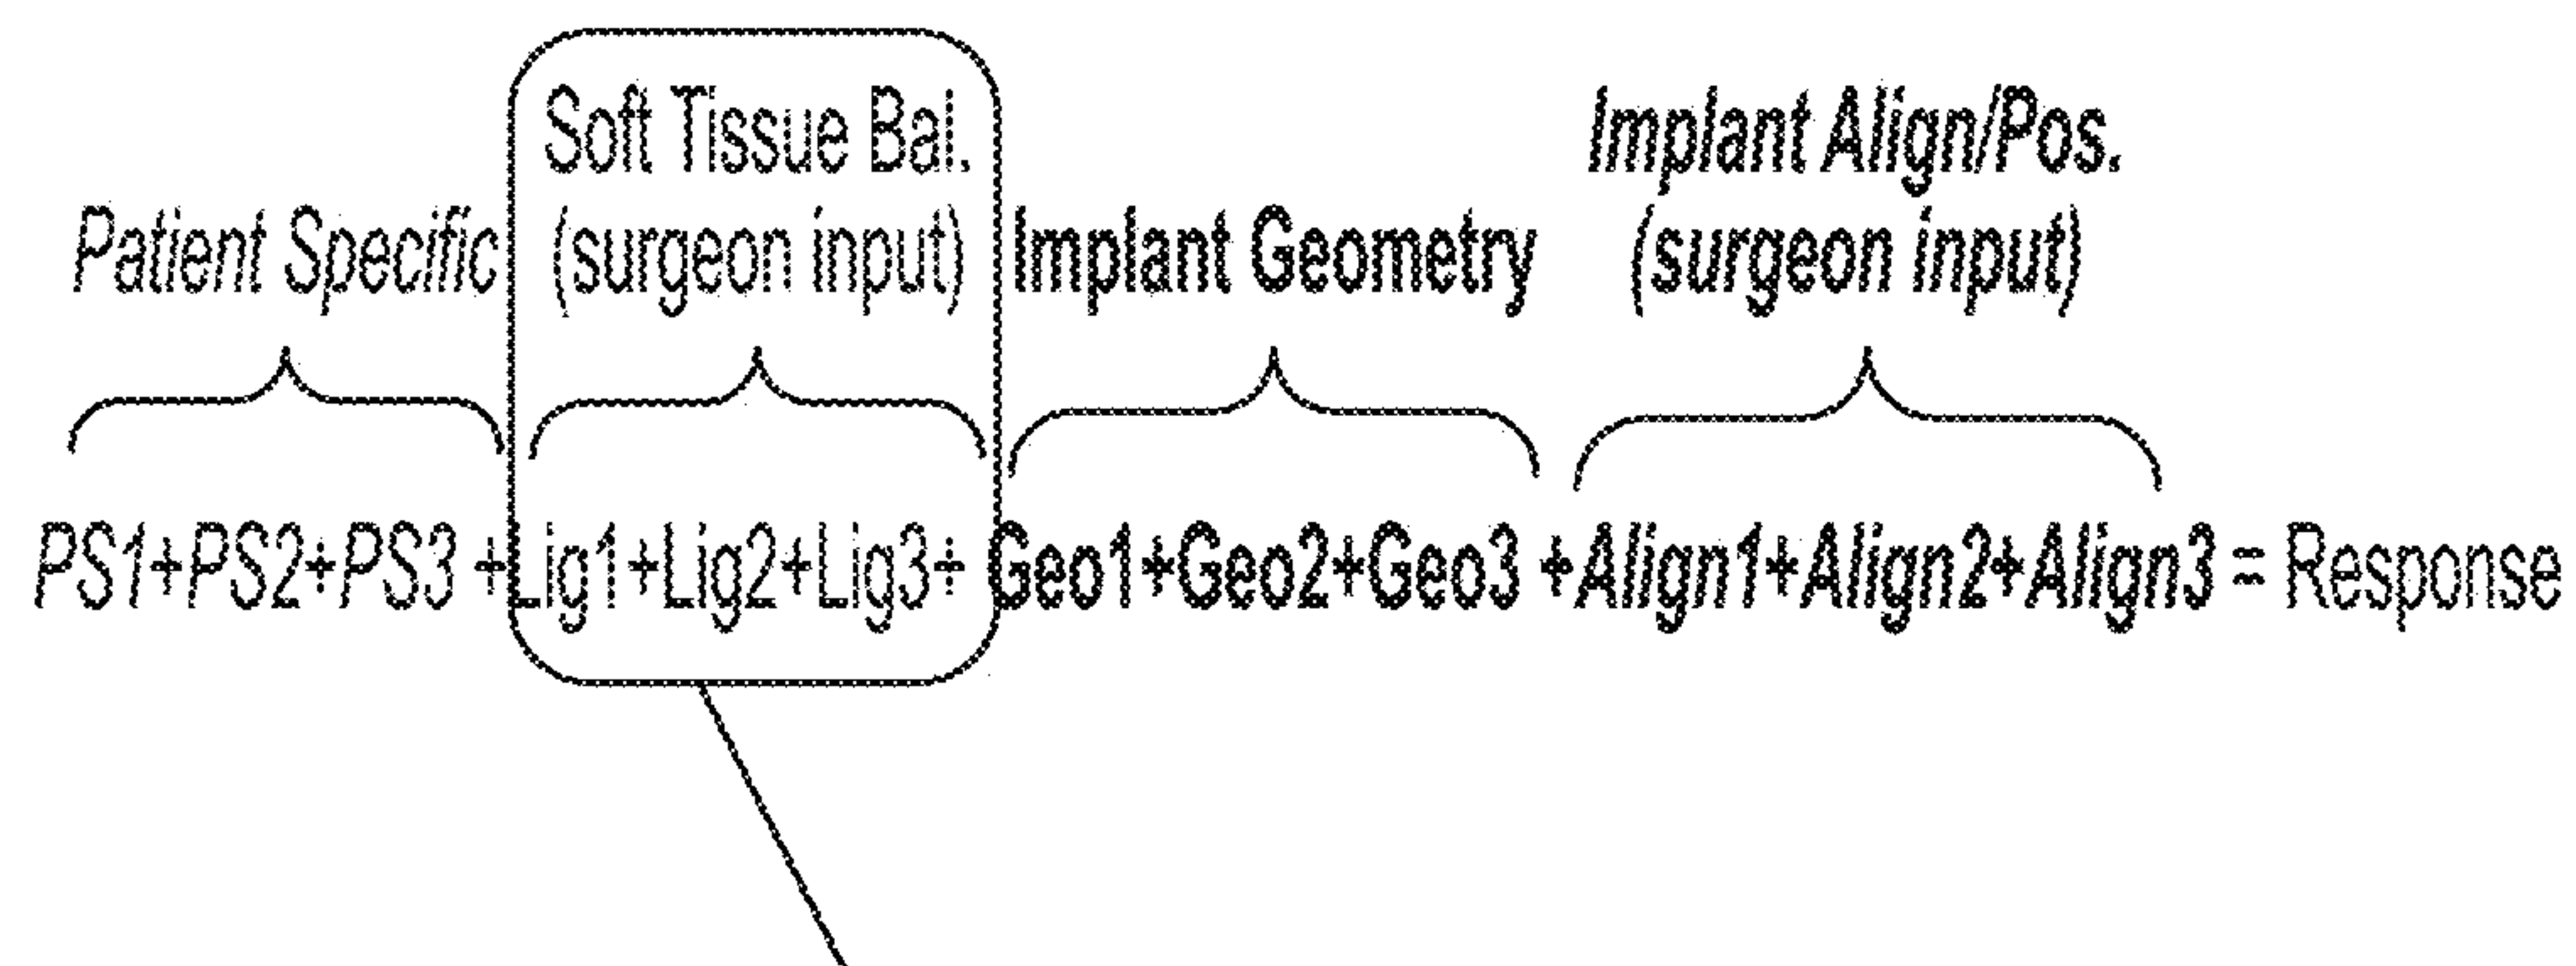 Soft Tissue Bal.
Implant Align/Pos.
Patient Specific
(surgeon input)
Implant Geometry
(surgeon input)
PS1+PS2+PS3 +Lig1+Lig2+Lig3+ Geo1+Geo2+Geo3 +Align1+Align2+Align3 = Response